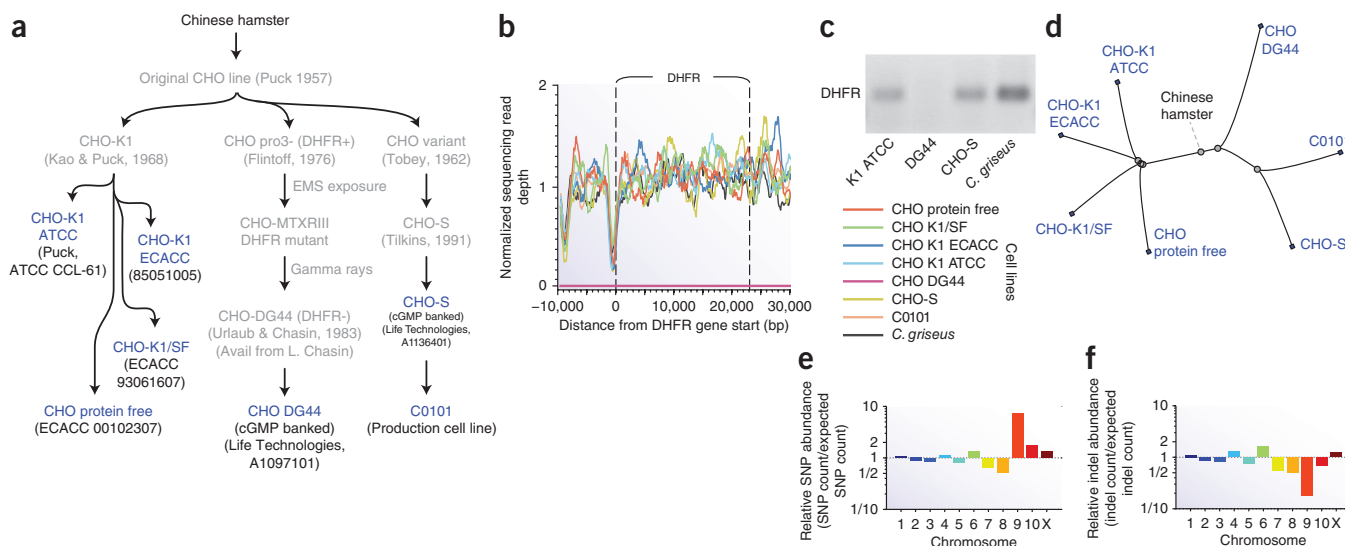 a
Chinese hamster
Original CHO line (Puck 1957)
CHO-K1
(Kao & Puck, 1968)
CHO pro3- (DHFR+)
(Flintoff, 1976)
CHO variant
(Tobey, 1962)
EMS exposure
CHO-MTXRIII
DHFR mutant
CHO-S
(Tilkins, 1991)
CHO-K1
ATCC
(Puck,
ATCC CCL-61)
CHO-K1
ECACC
(85051005)
Gamma rays
CHO-DG44 (DHFR-)
(Urlaub & Chasin, 1983)
(Avail from L. Chasin)
CHO-S
(cGMP banked)
(Life Technologies,
A1136401)
CHO-K1/SF
(ECACC
93061607)
CHO protein free
(ECACC 00102307)
CHO DG44
(cGMP banked)
(Life Technologies,
A1097101)
C0101
(Production cell line)
b
DHFR
Normalized sequencing read
depth
2
1
0
−10,000
0
10,000
20,000
30,000
Distance from DHFR gene start (bp)
c
DHFR
K1 ATCC
DG44
CHO-S
C. griseus
CHO protein free
CHO K1/SF
CHO K1 ECACC
CHO K1 ATCC
CHO DG44
CHO-S
C0101
C. griseus
Cell lines
d
CHO-K1
ATCC
CHO
DG44
CHO-K1
ECACC
Chinese
hamster
C0101
CHO-K1/SF
CHO
protein free
CHO-S
e
Relative SNP abundance
(SNP count/expected
SNP count)
10
2
1
1/2
1/10
1 2 3 4 5 6 7 8 9 10 X
Chromosome
f
Relative indel abundance
(indel count/expected
indel count)
10
2
1
1/2
1/10
1 2 3 4 5 6 7 8 9 10 X
Chromosome